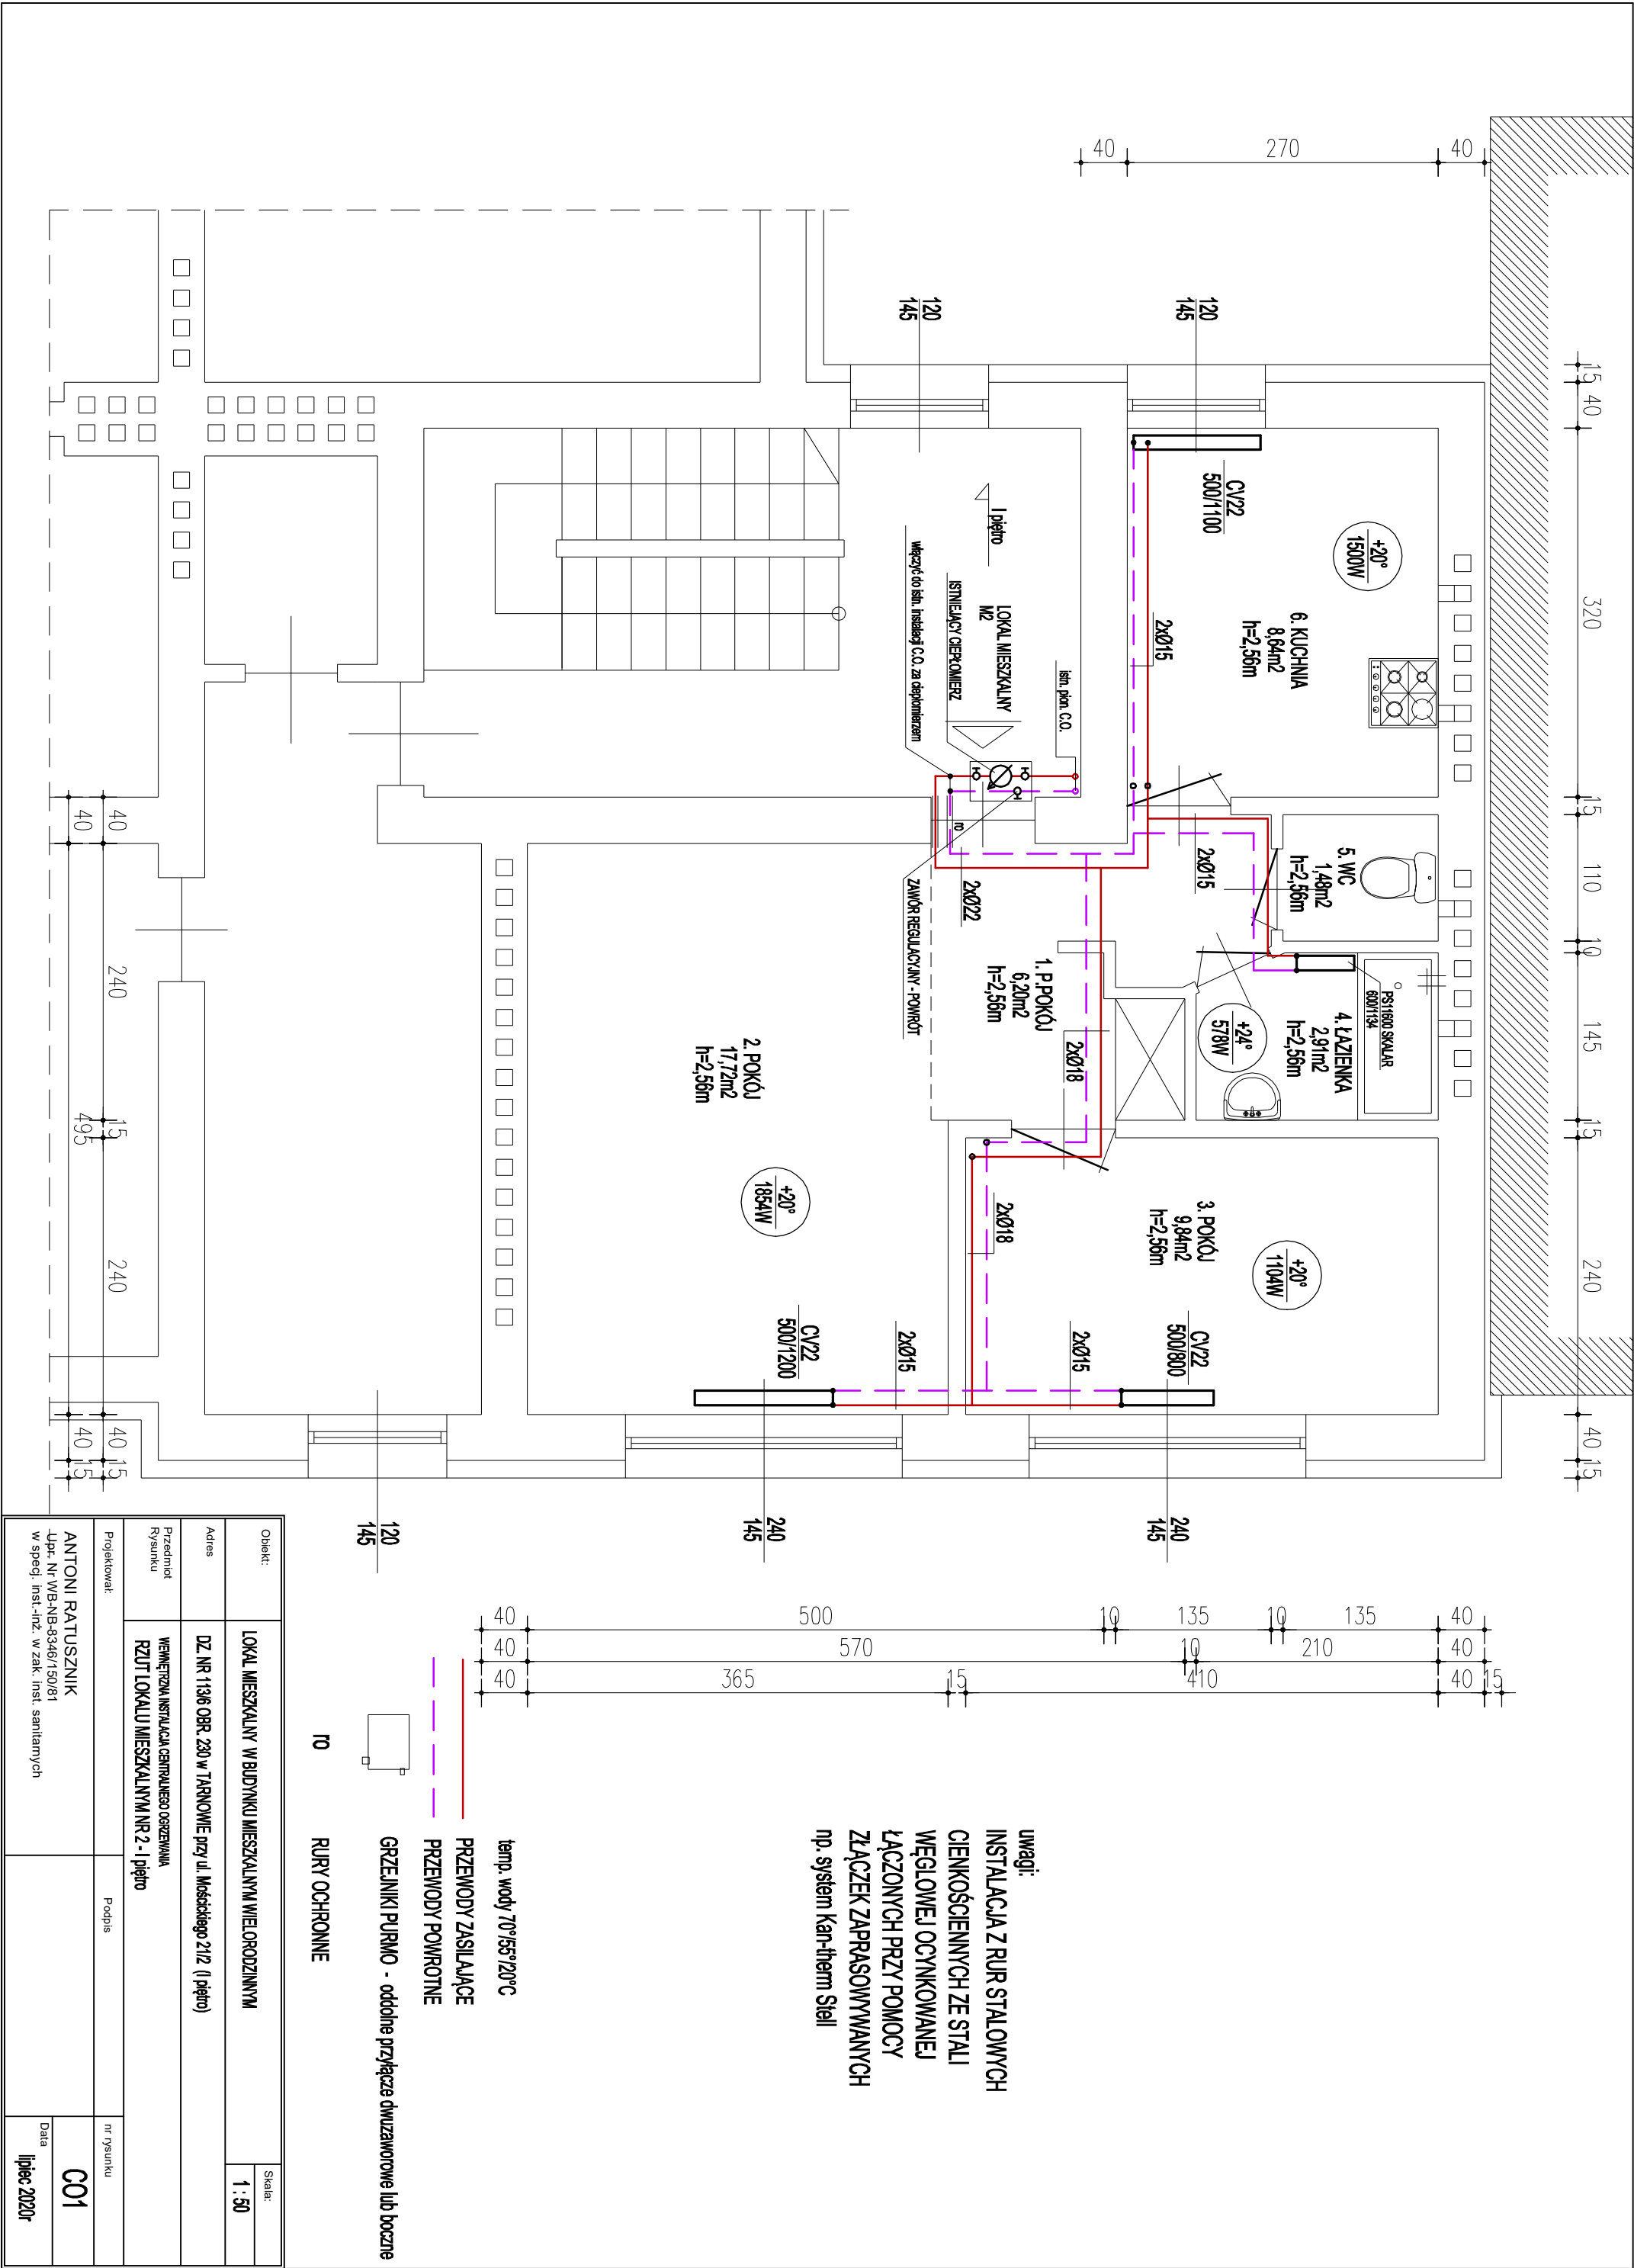 15
40
320
15
110
10
145
15
240
40
15
40
270
40
120
145
120
145
CV22
500/1100
+20°
1500W
6. KUCHNIA
8,64m2
h=2,56m
2xØ15
I piętro
włączyć do istn. instalacji C.O. za ciepłomierzem
ISTNIEJĄCY CIEPŁOMIERZ
LOKAL MIESZKALNY
M2
istn. pion. C.O.
5. WC
1,48m2
h=2,56m
2xØ15
ro
2xØ22
ZAWÓR REGULACYJNY - POWRÓT
1. P.POKÓJ
6,20m2
h=2,56m
PS11600 SKALAR
600/1134
4. ŁAZIENKA
2,91m2
h=2,56m
+24°
578W
2xØ18
2. POKÓJ
17,72m2
h=2,56m
+20°
1854W
2xØ18
3. POKÓJ
9,84m2
h=2,56m
+20°
1104W
CV22
500/1200
2xØ15
2xØ15
CV22
500/800
40
240
15
240
40
15
40
495
40
15
120
145
240
145
240
145
40
500
10
135
10
135
40
40
570
10
210
40
40
365
15
410
40
15
uwagi:
INSTALACJA Z RUR STALOWYCH
CIENKOŚCIENNYCH ZE STALI
WĘGLOWEJ OCYNKOWANEJ
ŁĄCZONYCH PRZY POMOCY
ZŁĄCZEK ZAPRASOWYWANYCH
np. system Kan-therm Stell
temp. wody 70°/55°/20°C
PRZEWODY ZASILAJĄCE
PRZEWODY POWROTNE
GRZEJNIKI PURMO - oddolne przyłącze dwuzaworowe lub boczne
ro RURY OCHRONNE
Obiekt:
LOKAL MIESZKALNY W BUDYNKU MIESZKALNYM WIELORODZINNYM
Skala:
1 : 50
Adres
DZ. NR 113/6 OBR. 230 w TARNOWIE przy ul. Mościckiego 21/2 (I piętro)
Przedmiot
Rysunku
WEWNĘTRZNA INSTALACJA CENTRALNEGO OGRZEWANIA
RZUT LOKALU MIESZKALNYM NR 2 - I piętro
Projektował:
Podpis
nr rysunku
CO1
ANTONI RATUSZNIK
Upr. Nr WB-NB-8346/150/81
w specj. inst.-inż. w zak. inst. sanitarnych
Data
lipiec 2020r